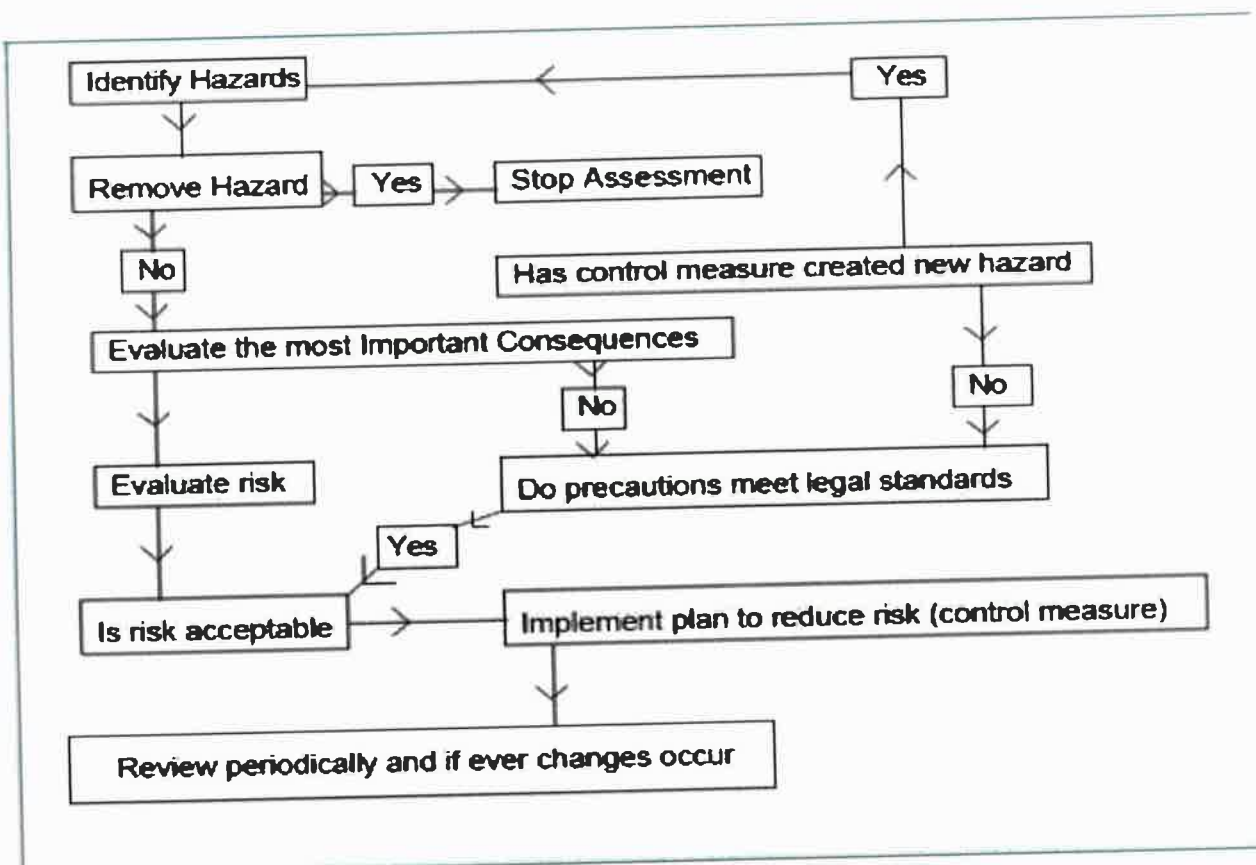 Identify Hazards
Yes
Remove Hazard
Yes
Stop Assessment
No
Has control measure created new hazard
Evaluate the most Important Consequences
No
No
Evaluate risk
Do precautions meet legal standards
Yes
Is risk acceptable
Implement plan to reduce risk (control measure)
Review periodically and if ever changes occur